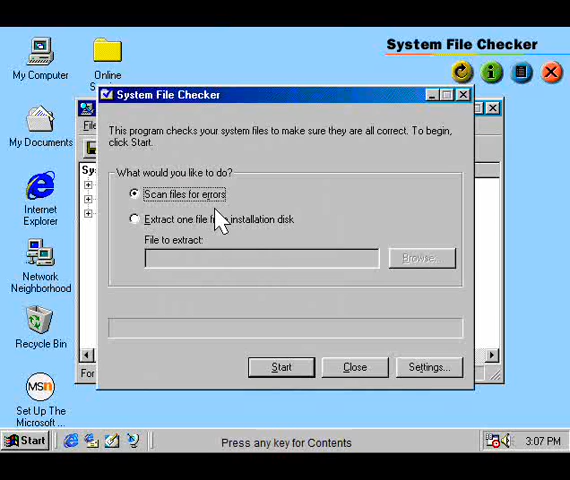 System File Checker
My Computer
Online
System File Checker
This program checks your system files to make sure they are all correct. To begin,
click Start.
What would you like to do?
Scan files for errors
Extract one file installation disk
File to extract:
Browse...
Start
Close
Settings...
My Documents
Internet
Explorer
Network
Neighborhood
Recycle Bin
MSN
Set Up The
Microsoft ...
For
Start
Press any key for Contents
3:07 PM